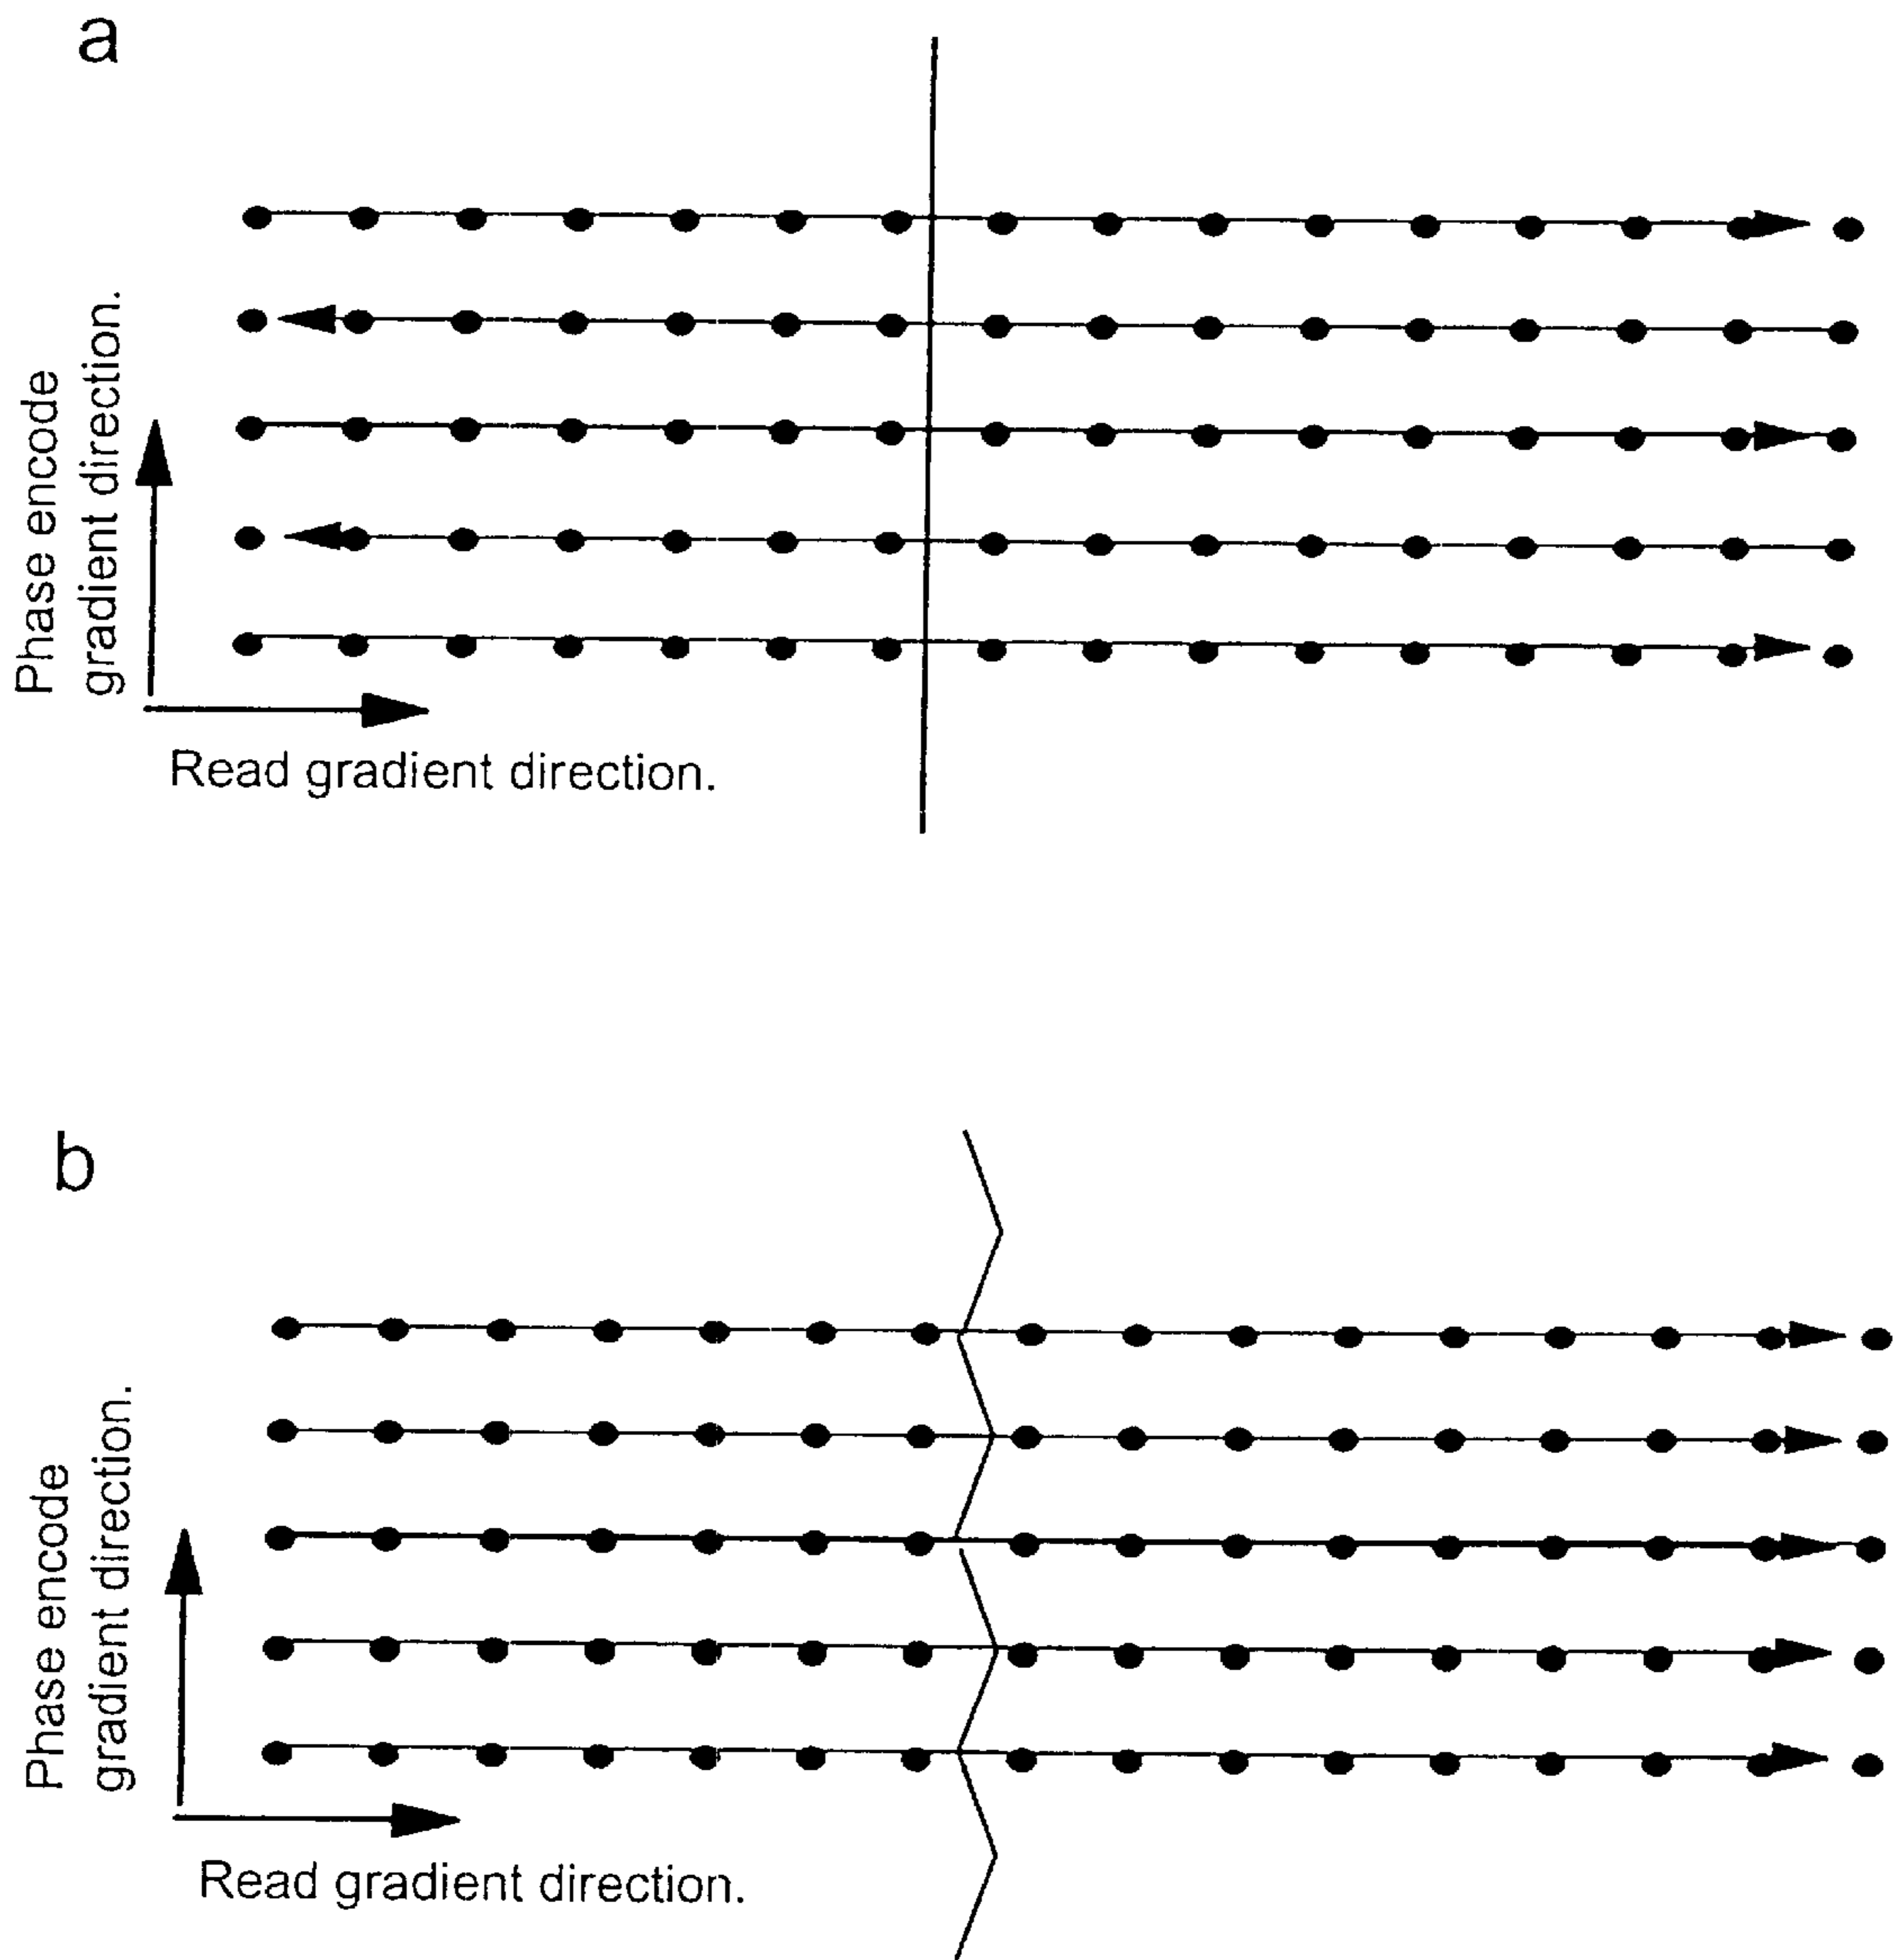 a
Phase encode
gradient direction.
Read gradient direction.
b
Phase encode
gradient direction.
Read gradient direction.